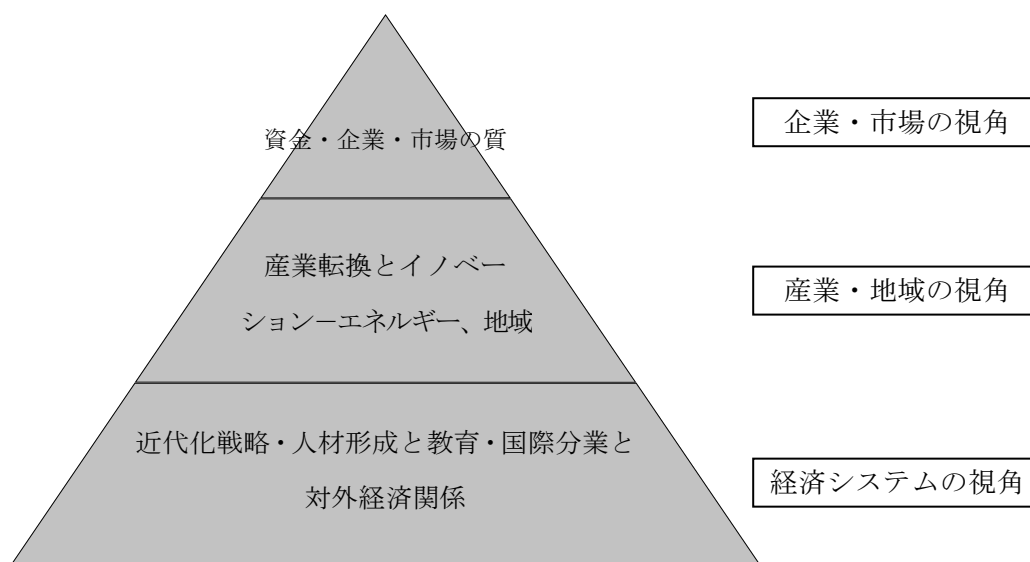 資金・企業・市場の質
企業・市場の視角
産業転換とイノベー
ション－エネルギー、地域
産業・地域の視角
近代化戦略・人材形成と教育・国際分業と
対外経済関係
経済システムの視角